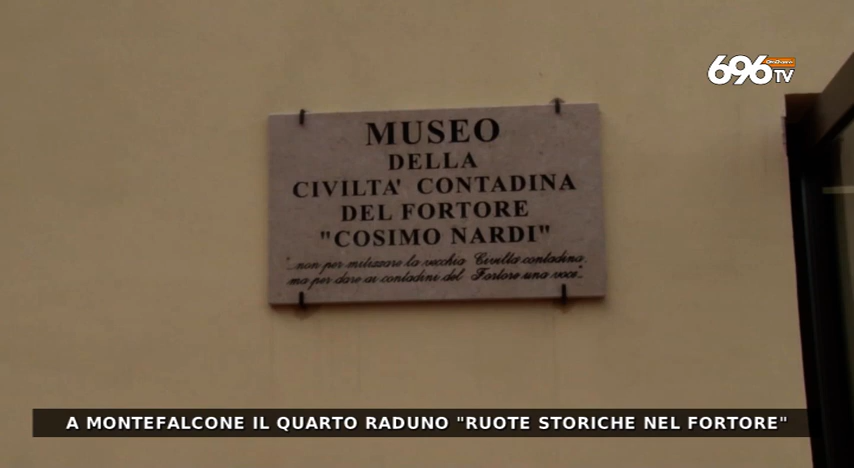 696
TV
MUSEO
DELLA
CIVILTA' CONTADINA
DEL FORTORE
"COSIMO NARDI"
"..non per mitizzare la vecchia Civiltà contadina,
ma per dare ai contadini del Fortore una voce"..
A MONTEFALCONE IL QUARTO RADUNO "RUOTE STORICHE NEL FORTORE"